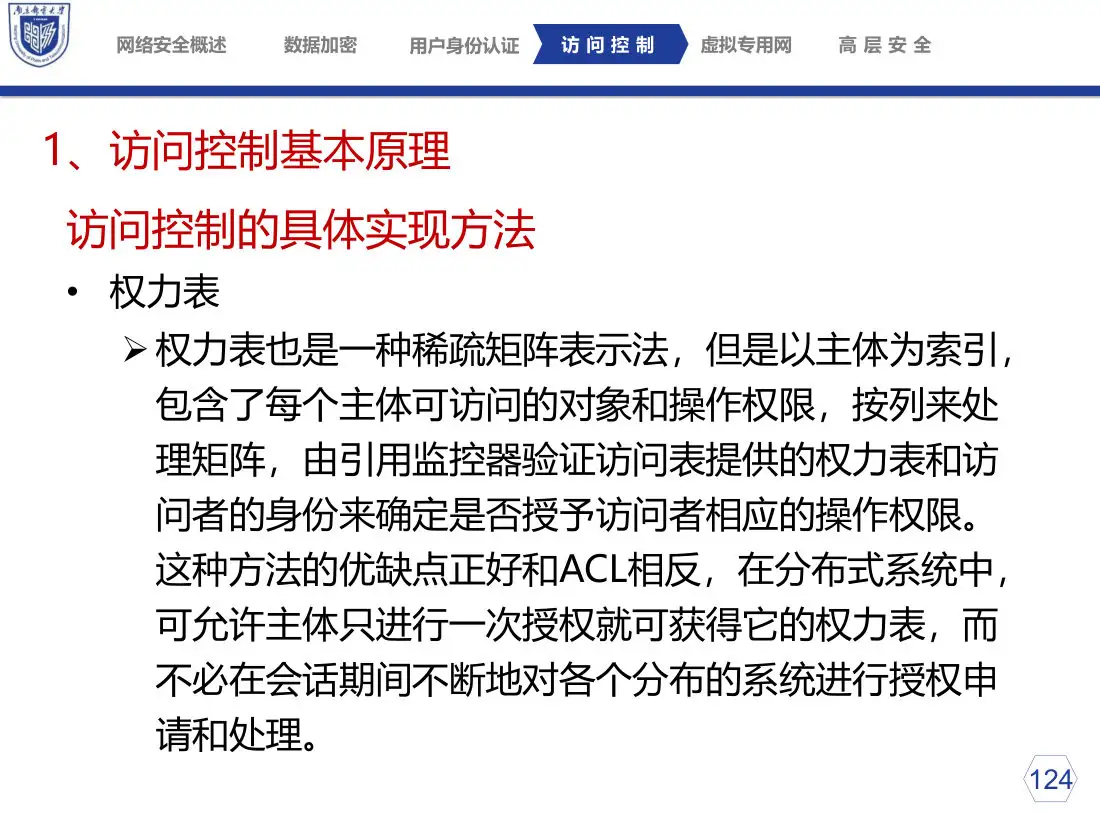 网络安全概述 数据加密 用户身份认证 访问控制 虚拟专用网 高层安全
1、访问控制基本原理
访问控制的具体实现方法
• 权力表
➢ 权力表也是一种稀疏矩阵表示法，但是以主体为索引，
包含了每个主体可访问的对象和操作权限，按列来处
理矩阵，由引用监控器验证访问表提供的权力表和访
问者的身份来确定是否授予访问者相应的操作权限。
这种方法的优缺点正好和ACL相反，在分布式系统中，
可允许主体只进行一次授权就可获得它的权力表，而
不必在会话期间不断地对各个分布的系统进行授权申
请和处理。
124